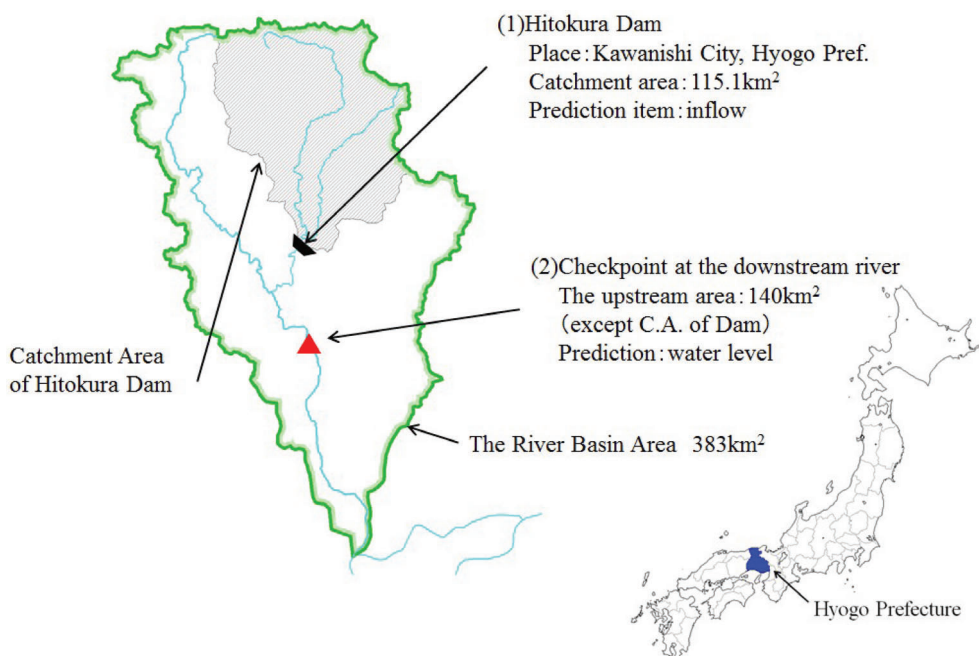 (1)Hitokura Dam
Place：Kawanishi City, Hyogo Pref.
Catchment area：115.1km²
Prediction item：inflow
(2)Checkpoint at the downstream river
The upstream area：140km²
（except C.A. of Dam）
Prediction：water level
Catchment Area
of Hitokura Dam
The River Basin Area 383km²
Hyogo Prefecture